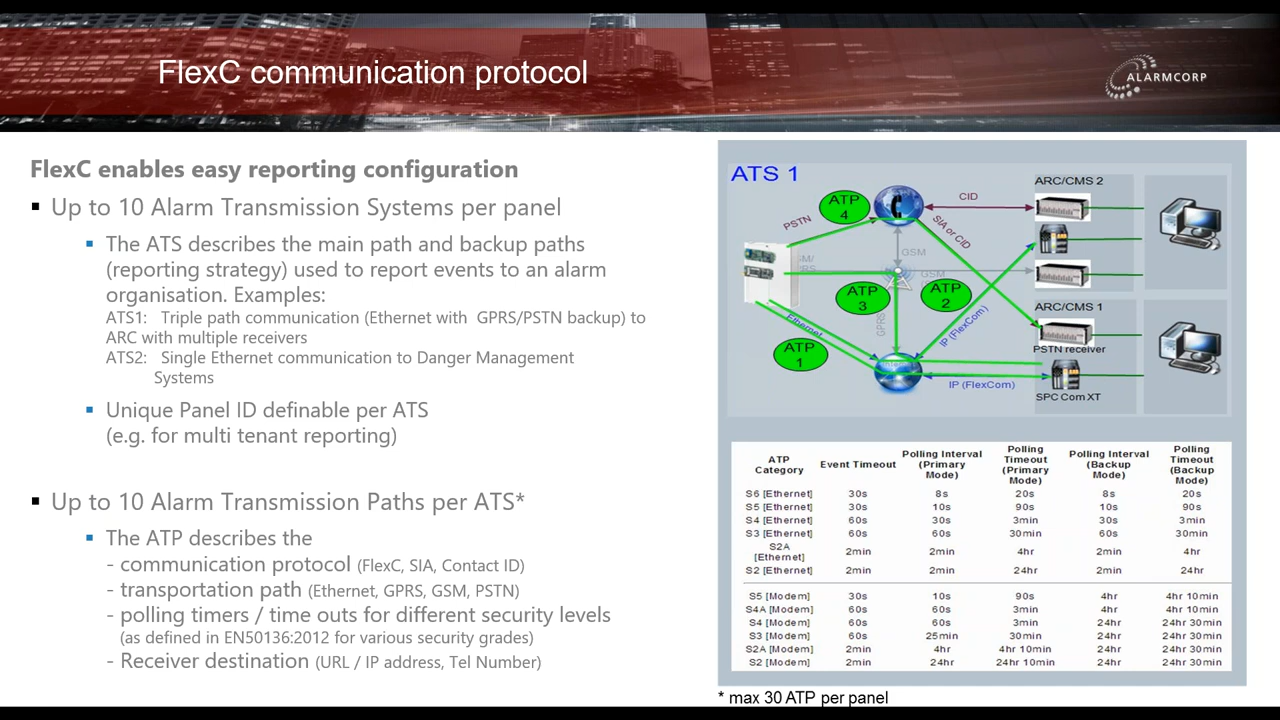 FlexC communication protocol
ALARMCORP
FlexC enables easy reporting configuration
Up to 10 Alarm Transmission Systems per panel
The ATS describes the main path and backup paths
(reporting strategy) used to report events to an alarm
organisation. Examples:
ATS1: Triple path communication (Ethernet with GPRS/PSTN backup) to
ARC with multiple receivers
ATS2: Single Ethernet communication to Danger Management
Systems
Unique Panel ID definable per ATS
(e.g. for multi tenant reporting)
Up to 10 Alarm Transmission Paths per ATS*
The ATP describes the
- communication protocol (FlexC, SIA, Contact ID)
- transportation path (Ethernet, GPRS, GSM, PSTN)
- polling timers / time outs for different security levels
(as defined in EN50136:2012 for various security grades)
- Receiver destination (URL / IP address, Tel Number)
ATS 1
ATP
4
PSTN
CID
SIA or CID
ARC/CMS 2
GSM
GSM
ATP
3
ATP
2
GPRS
IP (FlexCom)
Ethernet
ATP
1
ARC/CMS 1
PSTN receiver
IP (FlexCom)
SPC Com XT
ATP Category Event Timeout Polling Interval (Primary Mode) Polling Timeout (Primary Mode) Polling Interval (Backup Mode) Polling Timeout (Backup Mode)
S6 [Ethernet] 30s 8s 20s 8s 20s
S5 [Ethernet] 30s 10s 90s 10s 90s
S4 [Ethernet] 60s 30s 3min 30s 3min
S3 [Ethernet] 60s 60s 30min 60s 30min
S2A [Ethernet] 2min 2min 4hr 2min 4hr
S2 [Ethernet] 2min 2min 24hr 2min 24hr
S5 [Modem] 30s 10s 90s 4hr 4hr 10min
S4A [Modem] 60s 60s 3min 4hr 4hr 10min
S4 [Modem] 60s 60s 3min 24hr 24hr 30min
S3 [Modem] 60s 25min 30min 24hr 24hr 30min
S2A [Modem] 2min 4hr 4hr 10min 24hr 24hr 30min
S2 [Modem] 2min 24hr 24hr 10min 24hr 24hr 30min
* max 30 ATP per panel